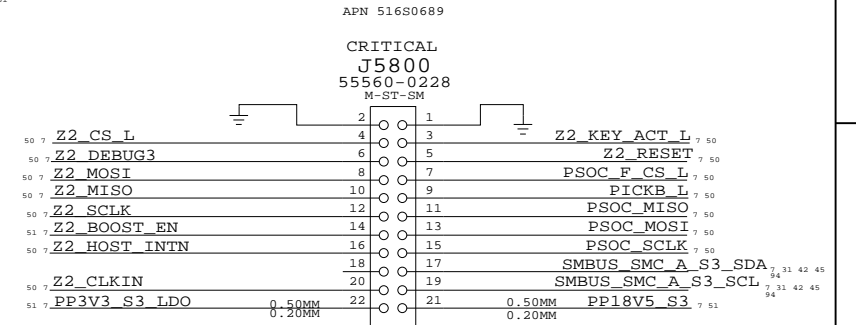 APN 516S0689
CRITICAL
J5800
55560-0228
M-ST-SM
2 1
50 7 Z2_CS_L 4 3 Z2_KEY_ACT_L 7 50
50 7 Z2_DEBUG3 6 5 Z2_RESET 7 50
50 7 Z2_MOSI 8 7 PSOC_F_CS_L 7 50
50 7 Z2_MISO 10 9 PICKB_L 7 50
50 7 Z2_SCLK 12 11 PSOC_MISO 7 50
51 7 Z2_BOOST_EN 14 13 PSOC_MOSI 7 50
50 7 Z2_HOST_INTN 16 15 PSOC_SCLK 7 50
18 17 SMBUS_SMC_A_S3_SDA 7 31 42 45 94
50 7 Z2_CLKIN 20 19 SMBUS_SMC_A_S3_SCL 7 31 42 45 94
51 7 PP3V3_S3_LDO 0.50MM 22 21 0.50MM PP18V5_S3 7 51
0.20MM 0.20MM